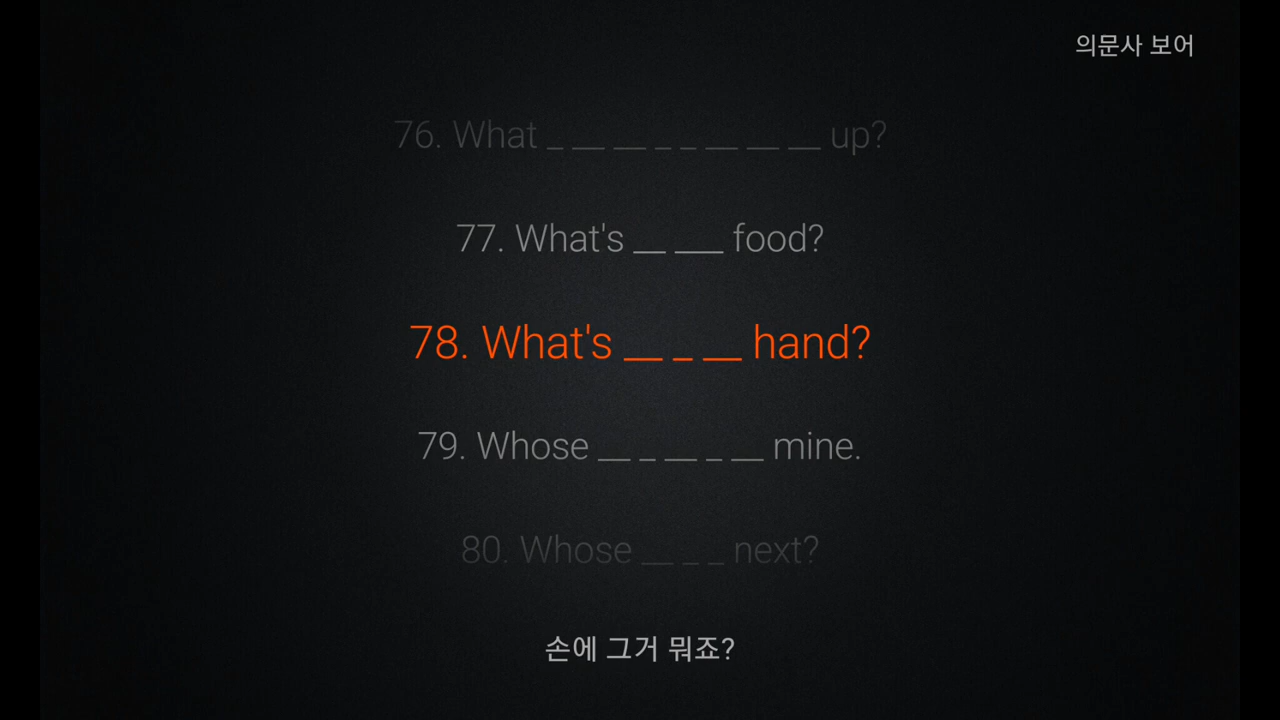 의문사 보어
76. What _ __ __ _ _ __ __ __ up?
77. What's __ ___ food?
78. What's __ _ __ hand?
79. Whose __ _ __ _ __ mine.
80. Whose __ _ _ next?
손에 그거 뭐죠?